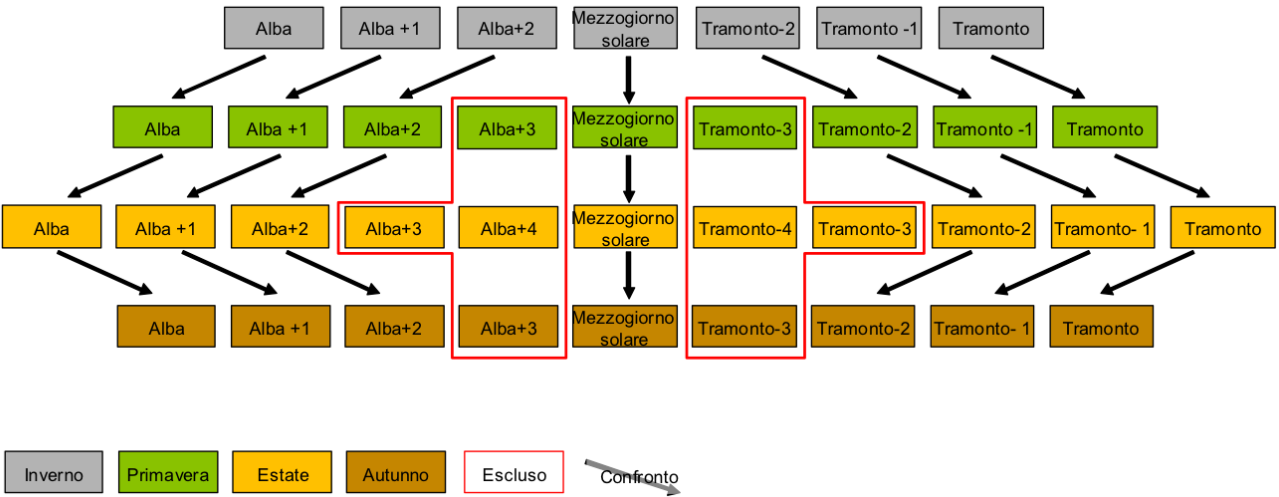 Alba
Alba +1
Alba+2
Mezzogiorno
solare
Tramonto-2
Tramonto -1
Tramonto
Alba
Alba +1
Alba+2
Alba+3
Mezzogiorno
solare
Tramonto-3
Tramonto-2
Tramonto -1
Tramonto
Alba
Alba +1
Alba+2
Alba+3
Alba+4
Mezzogiorno
solare
Tramonto-4
Tramonto-3
Tramonto-2
Tramonto- 1
Tramonto
Alba
Alba +1
Alba+2
Alba+3
Mezzogiorno
solare
Tramonto-3
Tramonto-2
Tramonto- 1
Tramonto
Inverno
Primavera
Estate
Autunno
Escluso
Confronto